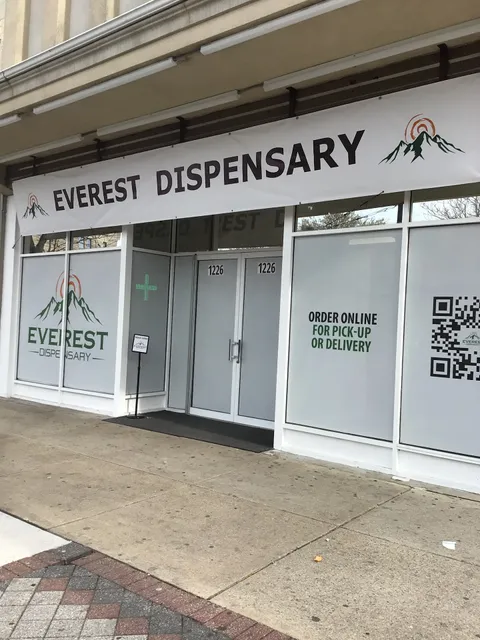 EVEREST DISPENSARY
1226
1226
EVEREST
DISPENSARY
ORDER ONLINE
FOR PICK-UP
OR DELIVERY